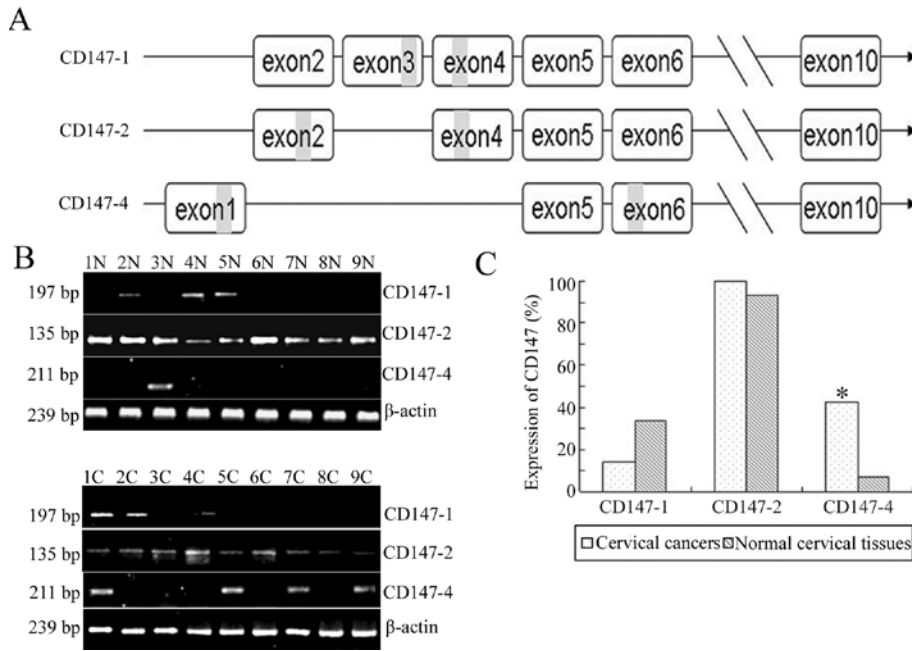 A
CD147-1 exon2 exon3 exon4 exon5 exon6 exon10
CD147-2 exon2 exon4 exon5 exon6 exon10
CD147-4 exon1 exon5 exon6 exon10
B
1N 2N 3N 4N 5N 6N 7N 8N 9N
197 bp CD147-1
135 bp CD147-2
211 bp CD147-4
239 bp β-actin
1C 2C 3C 4C 5C 6C 7C 8C 9C
197 bp CD147-1
135 bp CD147-2
211 bp CD147-4
239 bp β-actin
C
Expression of CD147 (%)
100
80
60
40
20
0
*
CD147-1 CD147-2 CD147-4
Cervical cancers Normal cervical tissues